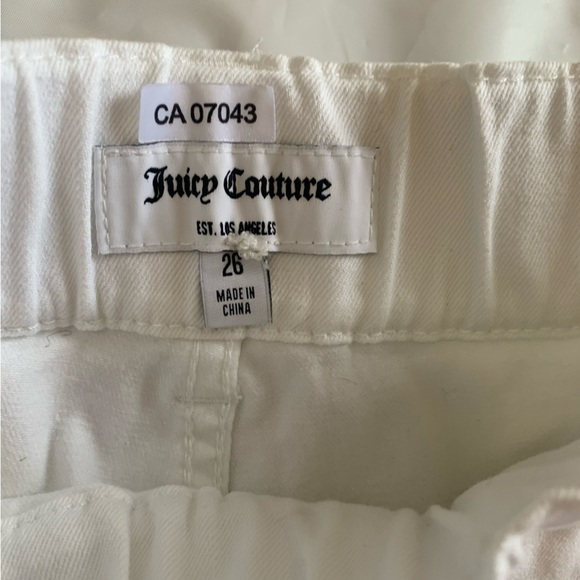 CA 07043
Juicy Couture
EST. LOS ANGELES
26
MADE IN
CHINA